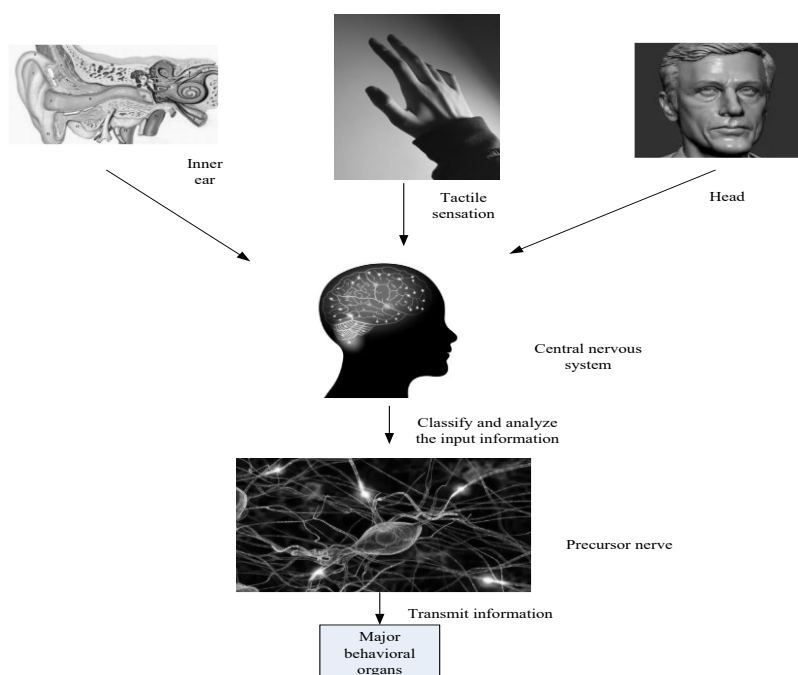 Inner
ear
Tactile
sensation
Head
Central nervous
system
Classify and analyze
the input information
Precursor nerve
Transmit information
Major
behavioral
organs